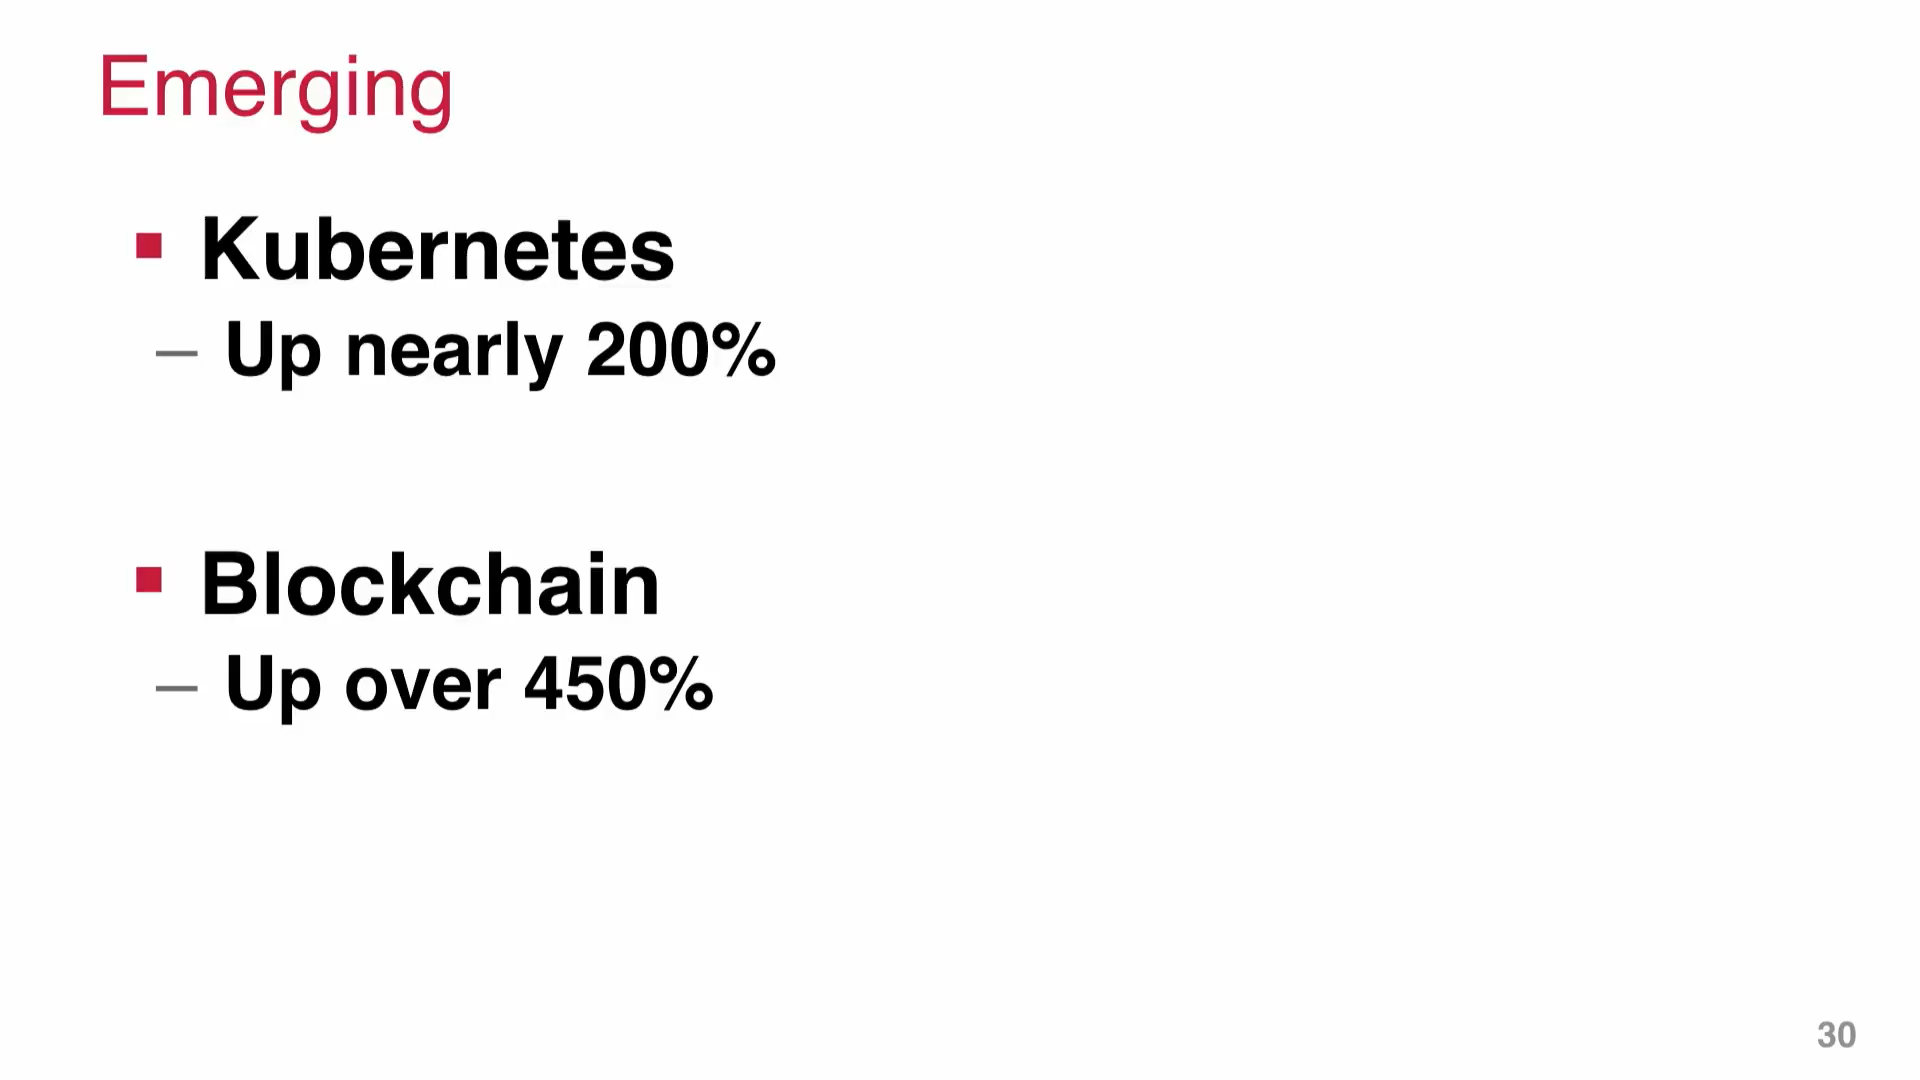 Emerging
▪ Kubernetes
– Up nearly 200%
▪ Blockchain
– Up over 450%
30